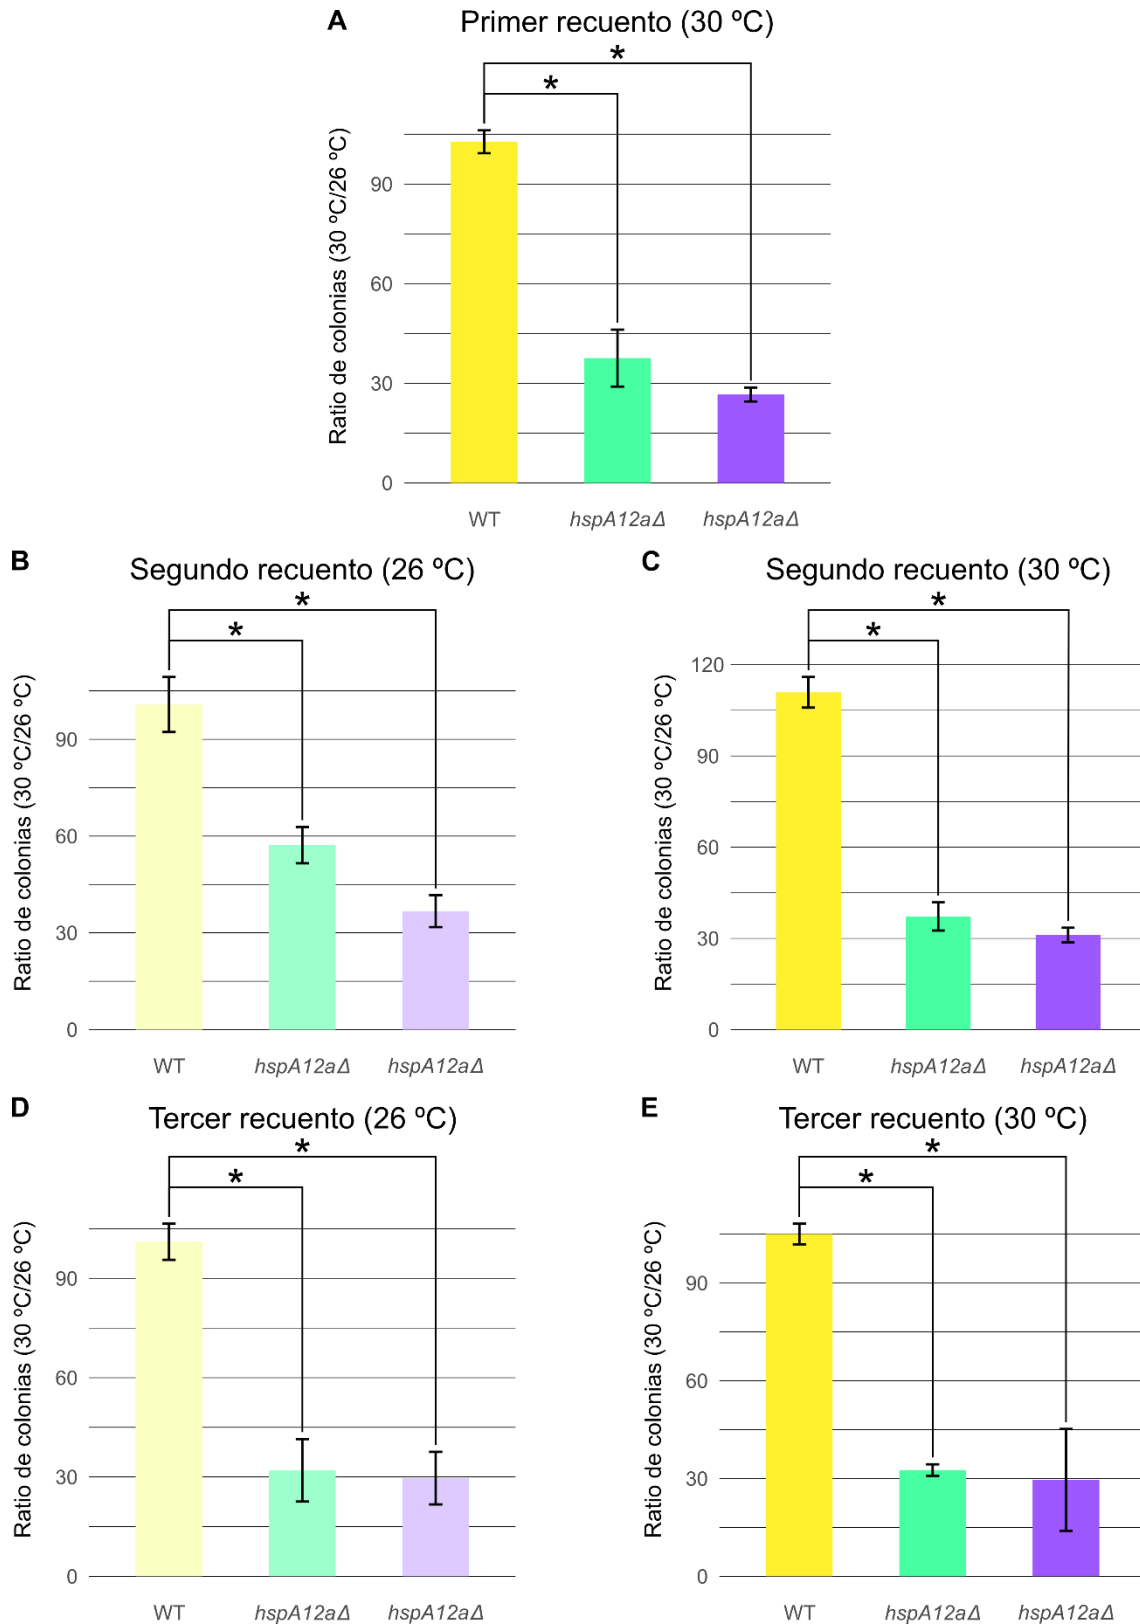 A
Primer recuento (30 ºC)
*
*
Ratio de colonias (30 ºC/26 ºC)
90
60
30
0
WT
hspA12aΔ
hspA12aΔ
B
Segundo recuento (26 ºC)
*
*
Ratio de colonias (30 ºC/26 ºC)
90
60
30
0
WT
hspA12aΔ
hspA12aΔ
C
Segundo recuento (30 ºC)
*
*
Ratio de colonias (30 ºC/26 ºC)
120
90
60
30
0
WT
hspA12aΔ
hspA12aΔ
D
Tercer recuento (26 ºC)
*
*
Ratio de colonias (30 ºC/26 ºC)
90
60
30
0
WT
hspA12aΔ
hspA12aΔ
E
Tercer recuento (30 ºC)
*
*
Ratio de colonias (30 ºC/26 ºC)
90
60
30
0
WT
hspA12aΔ
hspA12aΔ